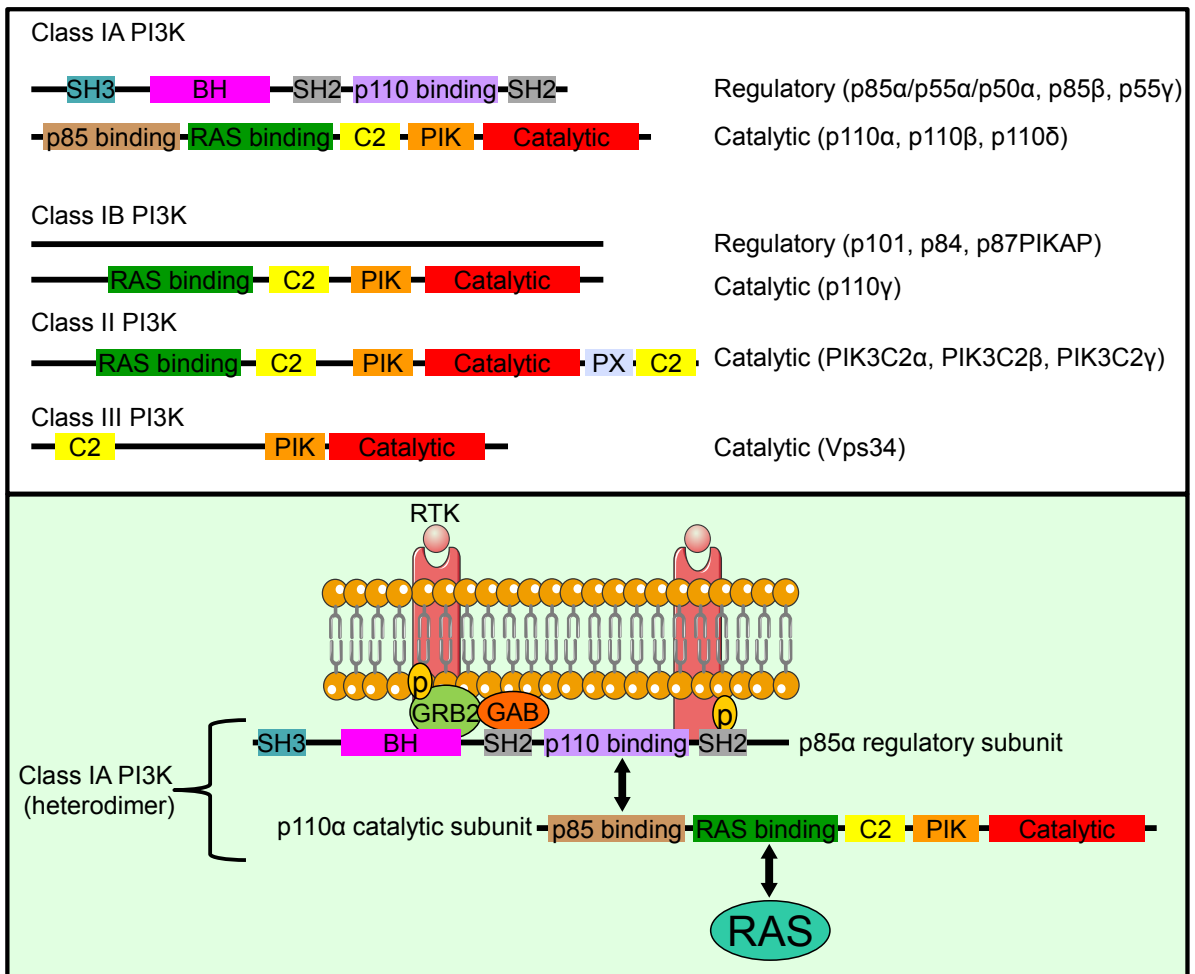 Class IA PI3K
SH3 BH SH2 p110 binding SH2 Regulatory (p85α/p55α/p50α, p85β, p55γ)
p85 binding RAS binding C2 PIK Catalytic Catalytic (p110α, p110β, p110δ)
Class IB PI3K
Regulatory (p101, p84, p87PIKAP)
RAS binding C2 PIK Catalytic Catalytic (p110γ)
Class II PI3K
RAS binding C2 PIK Catalytic PX C2 Catalytic (PIK3C2α, PIK3C2β, PIK3C2γ)
Class III PI3K
C2 PIK Catalytic Catalytic (Vps34)
RTK
p
GRB2 GAB p
SH3 BH SH2 p110 binding SH2 p85α regulatory subunit
Class IA PI3K
(heterodimer)
p110α catalytic subunit p85 binding RAS binding C2 PIK Catalytic
RAS